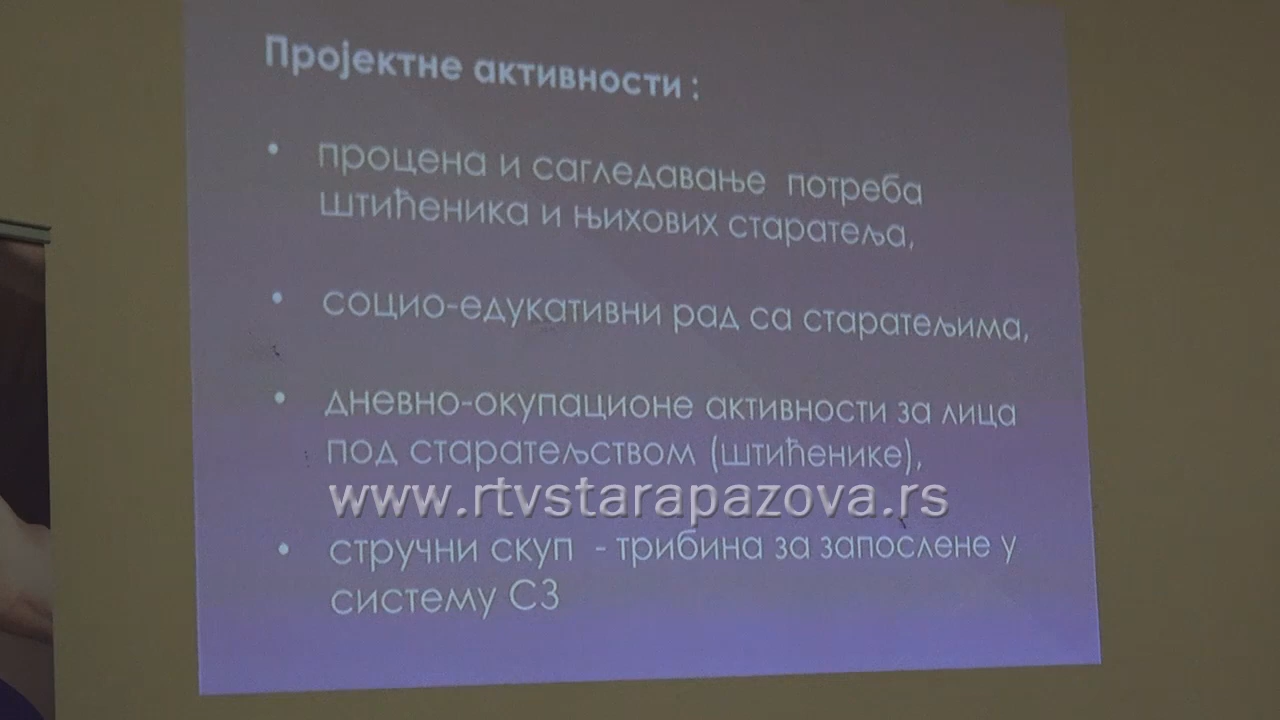 Пројектне активности :
• процена и сагледавање потреба
штићеника и њихових старатеља,
• социо-едукативни рад са старатељима,
• дневно-окупационе активности за лица
под старатељством (штићенике),
www.rtvstarapazova.rs
• стручни скуп - трибина за запослене у
систему СЗ